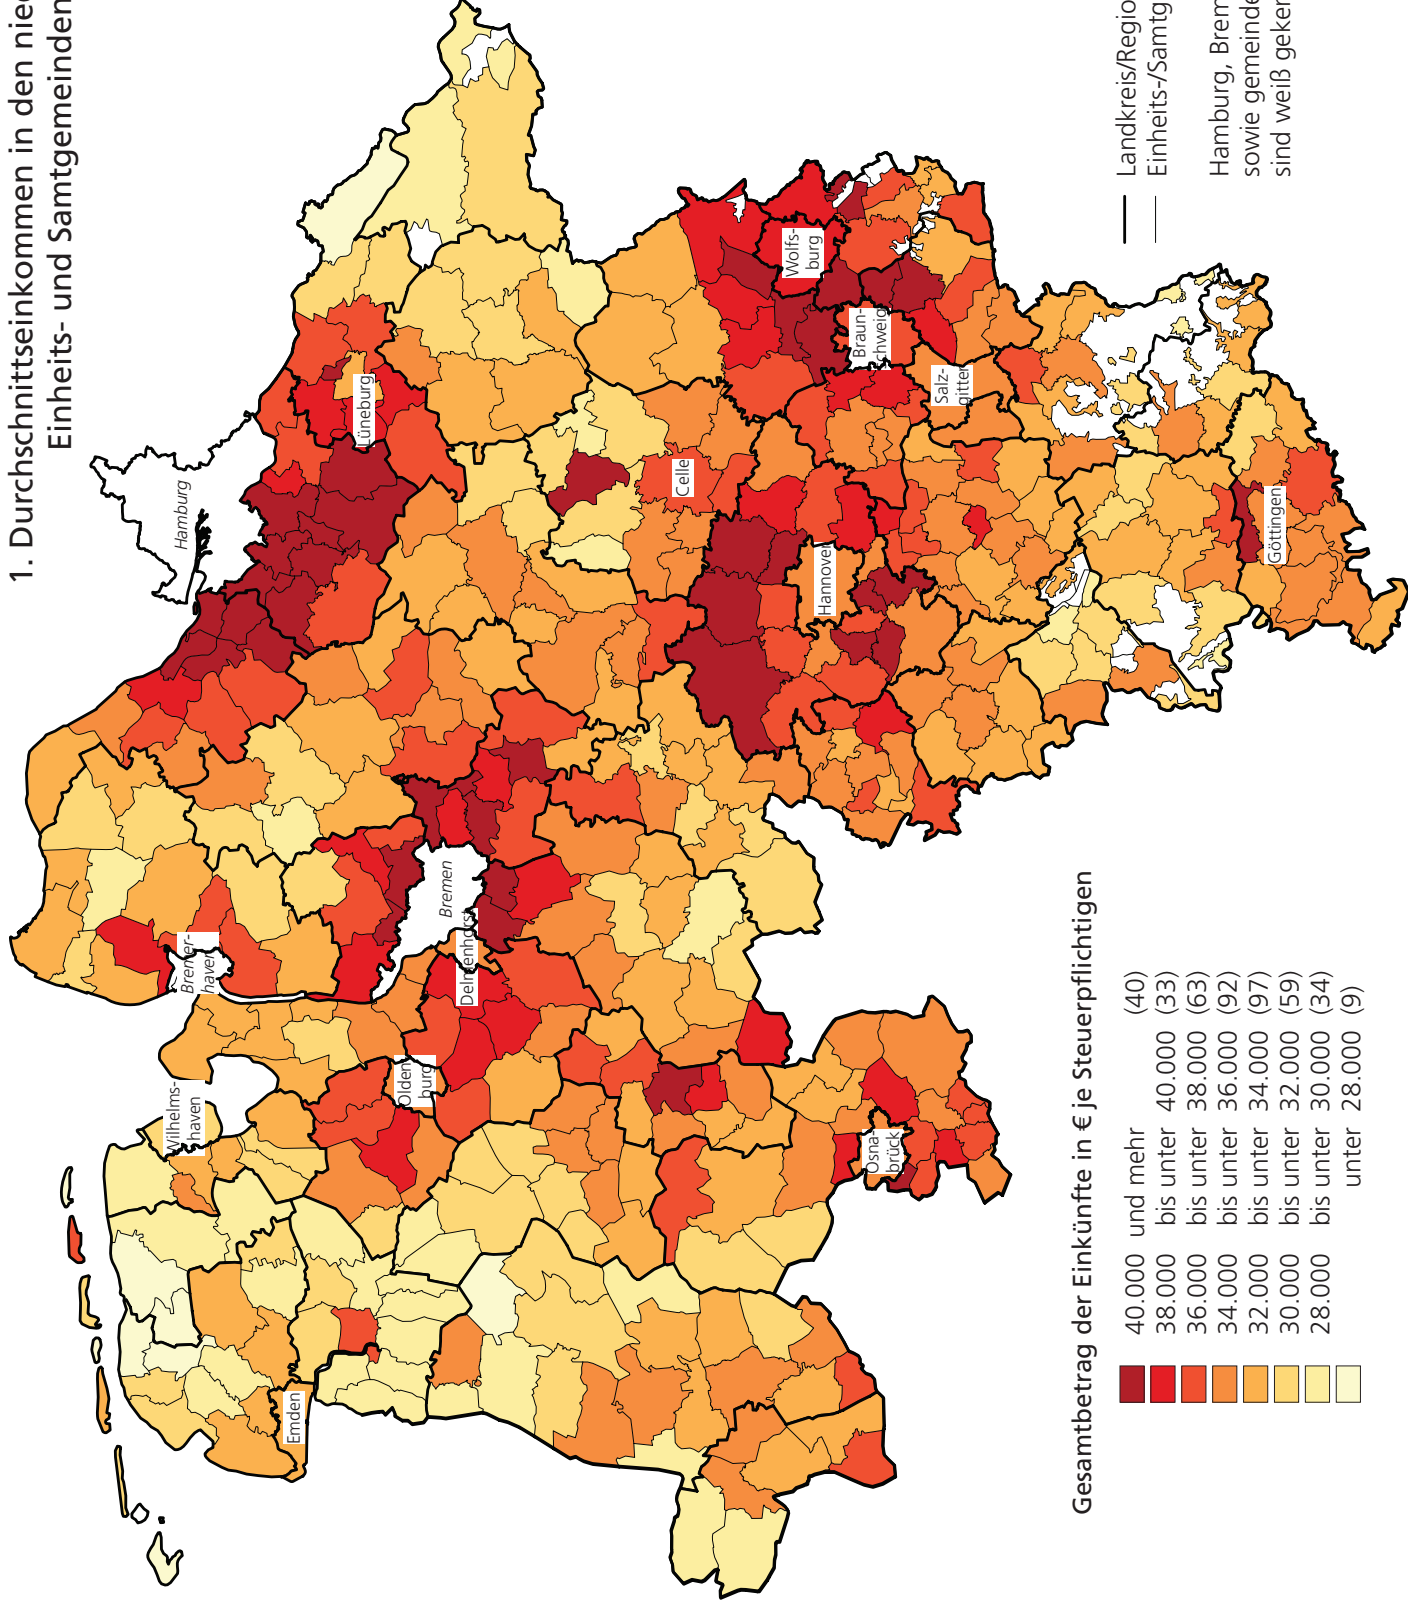 1. Durchschnittseinkommen in den
Einheits- und Samtgemeinden
Hamburg
Lüneburg
Bremer-
haven
Wilhelms-
haven
Bremen
Delmenhorst
Olden
burg
Emden
Celle
Wolfs-
burg
Braun-
schweig
Hannover
Salz-
gitter
Osna-
brück
Göttingen
Gesamtbetrag der Einkünfte in € je Steuerpflichtigen
40.000 und mehr (40)
38.000 bis unter 40.000 (33)
36.000 bis unter 38.000 (63)
34.000 bis unter 36.000 (92)
32.000 bis unter 34.000 (97)
30.000 bis unter 32.000 (59)
28.000 bis unter 30.000 (34)
unter 28.000 (9)
Landkreis/Regio
Einheits-/Samtg
Hamburg, Brem
sowie gemeinde
sind weiß geker